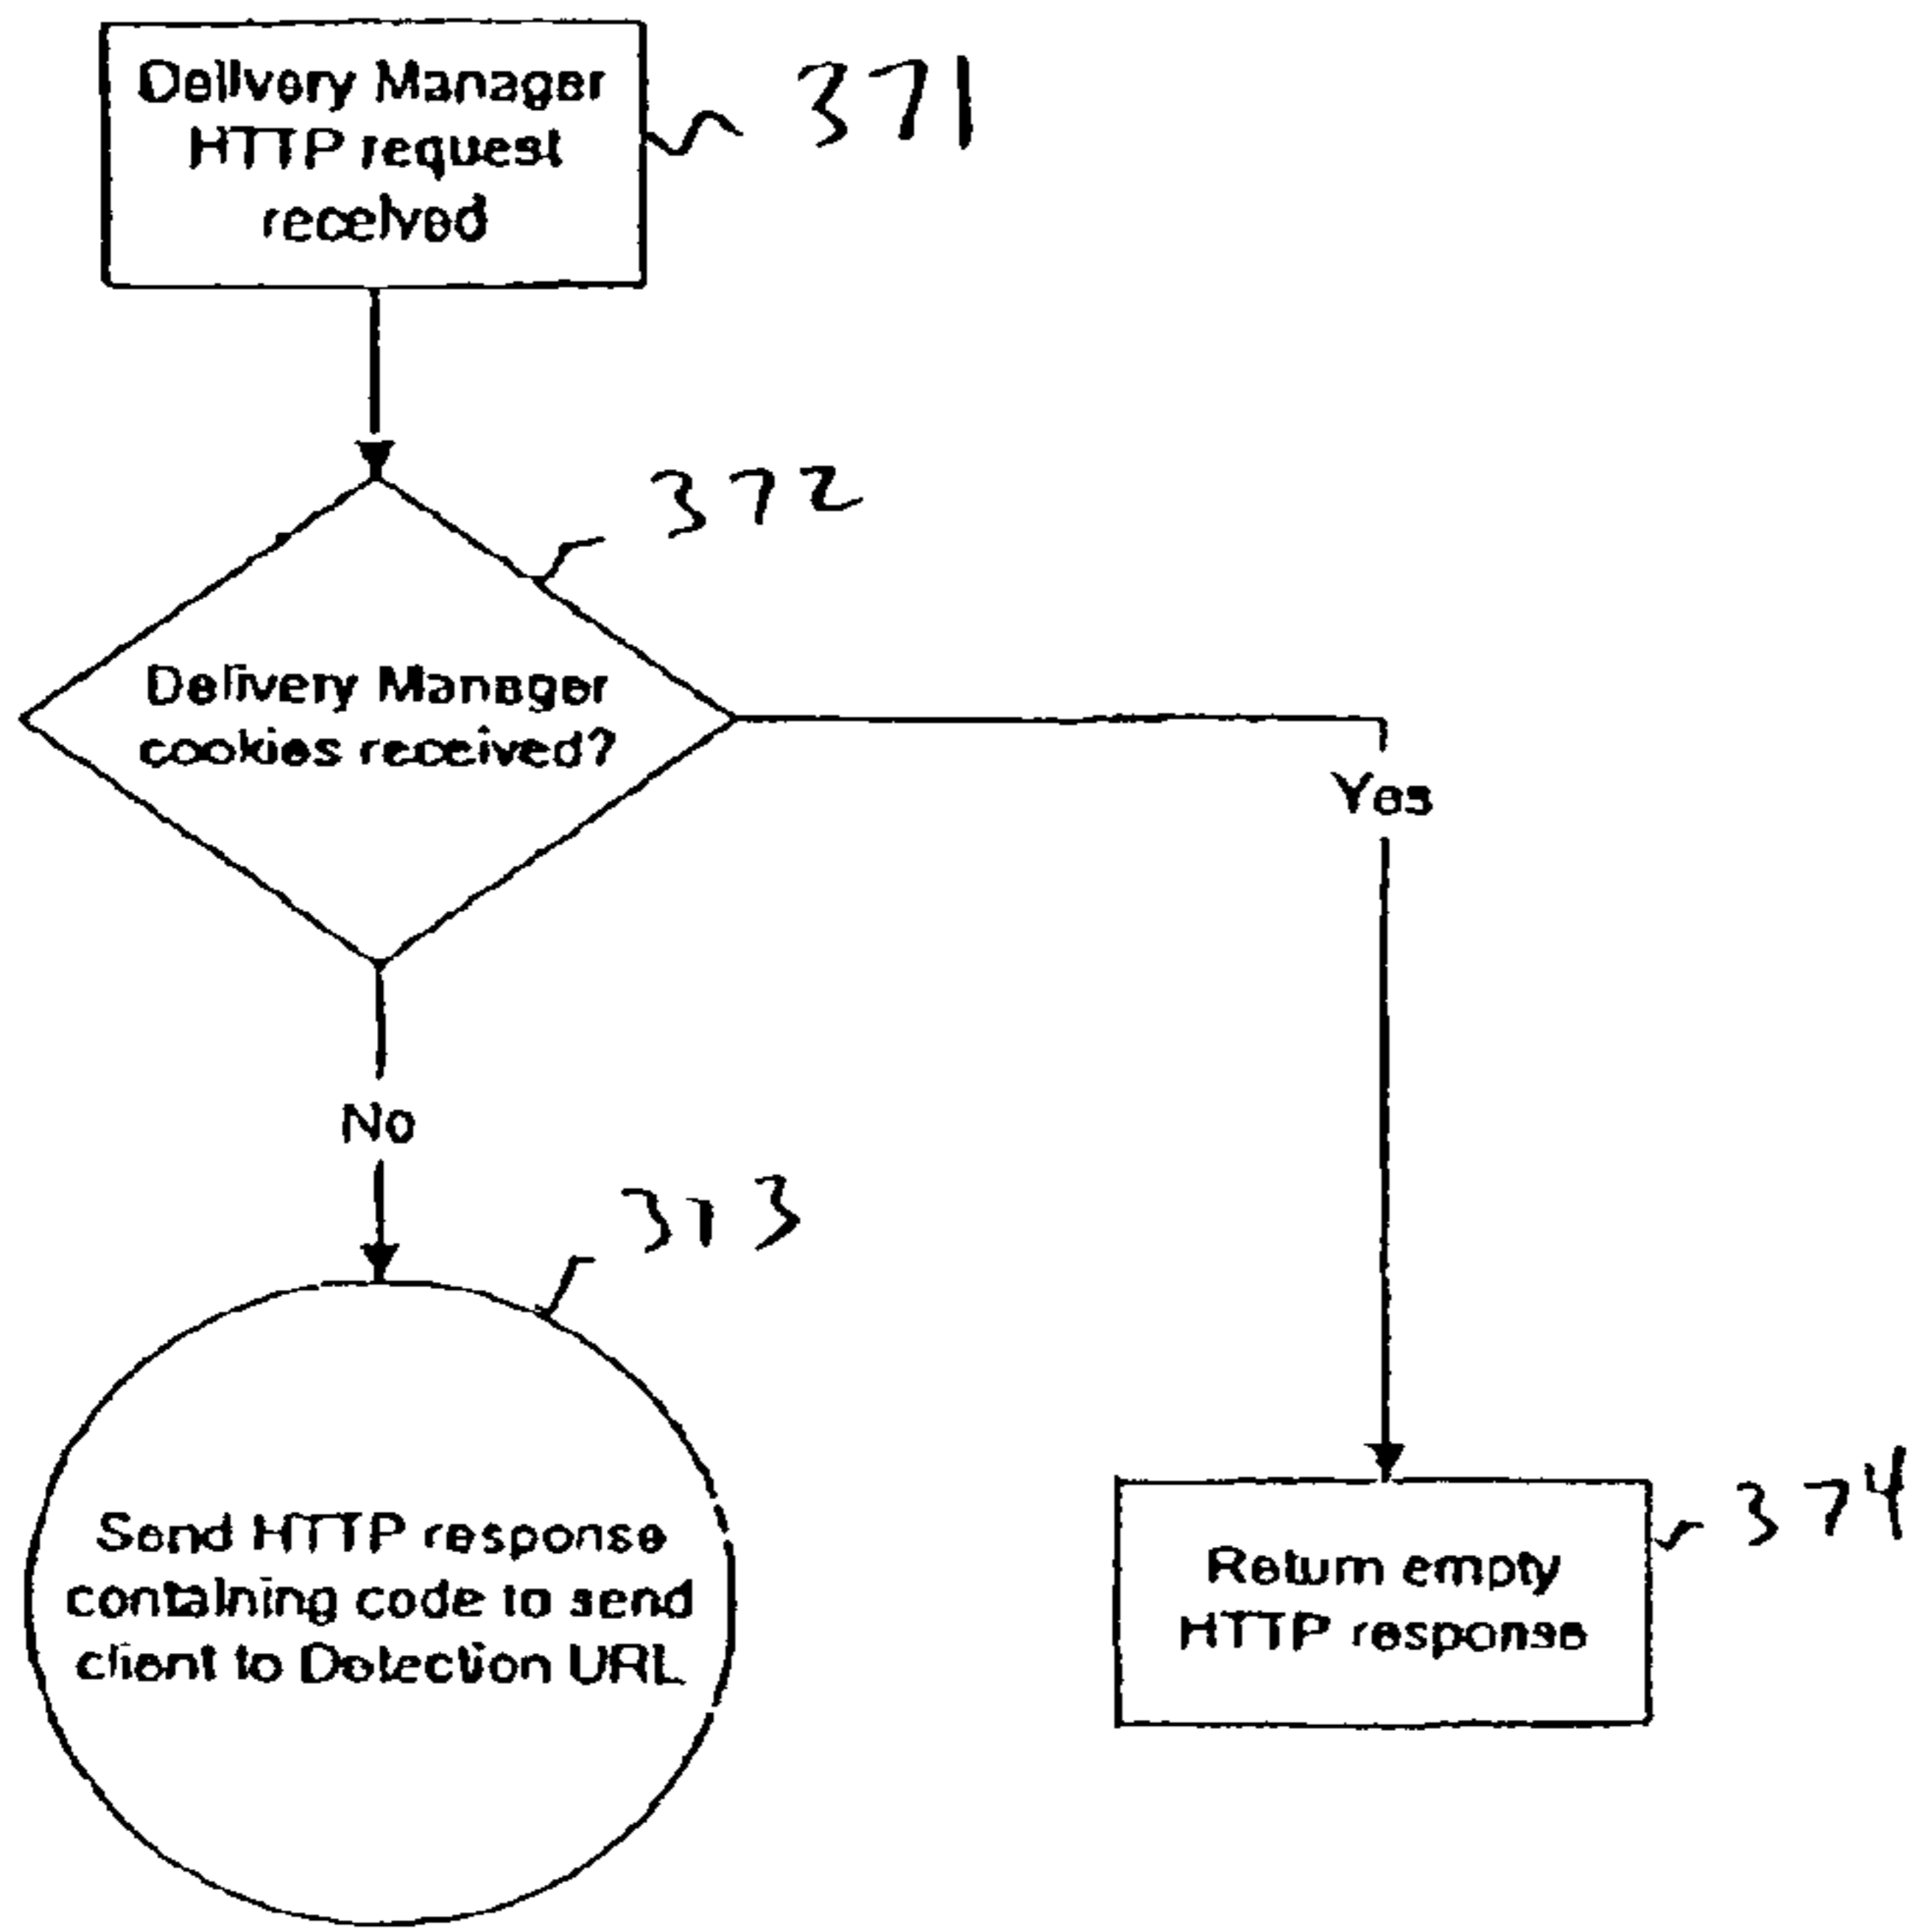 Delivery Manager
HTTP request
received
371
372
Delivery Manager
cookies received?
Yes
No
373
Send HTTP response
containing code to send
client to Detection URL
374
Return empty
HTTP response